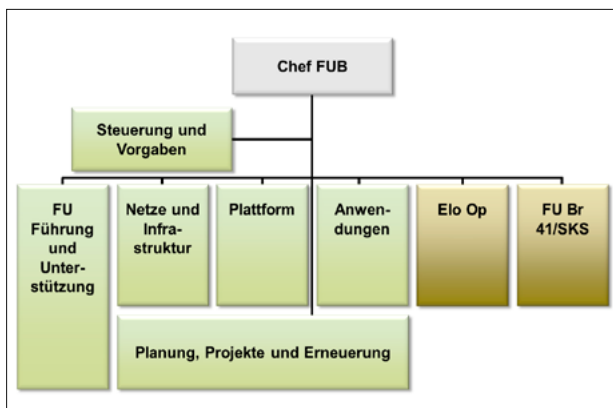 Chef FUB
Steuerung und
Vorgaben
FU
Führung
und
Unter-
stützung
Netze und
Infra-
struktur
Plattform
Anwen-
dungen
Elo Op
FU Br
41/SKS
Planung, Projekte und Erneuerung